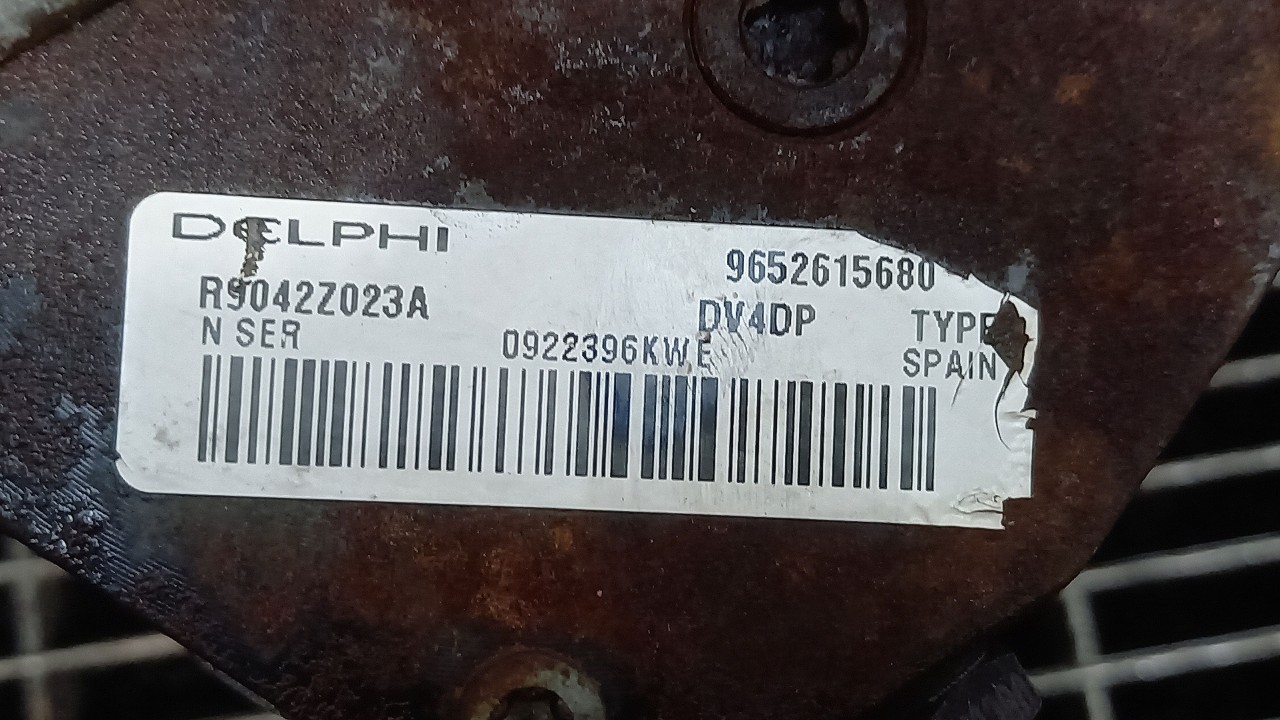 DELPHI
9652615680
R9042Z023A
DV4DP TYPE
N SER 0922396KWE SPAIN